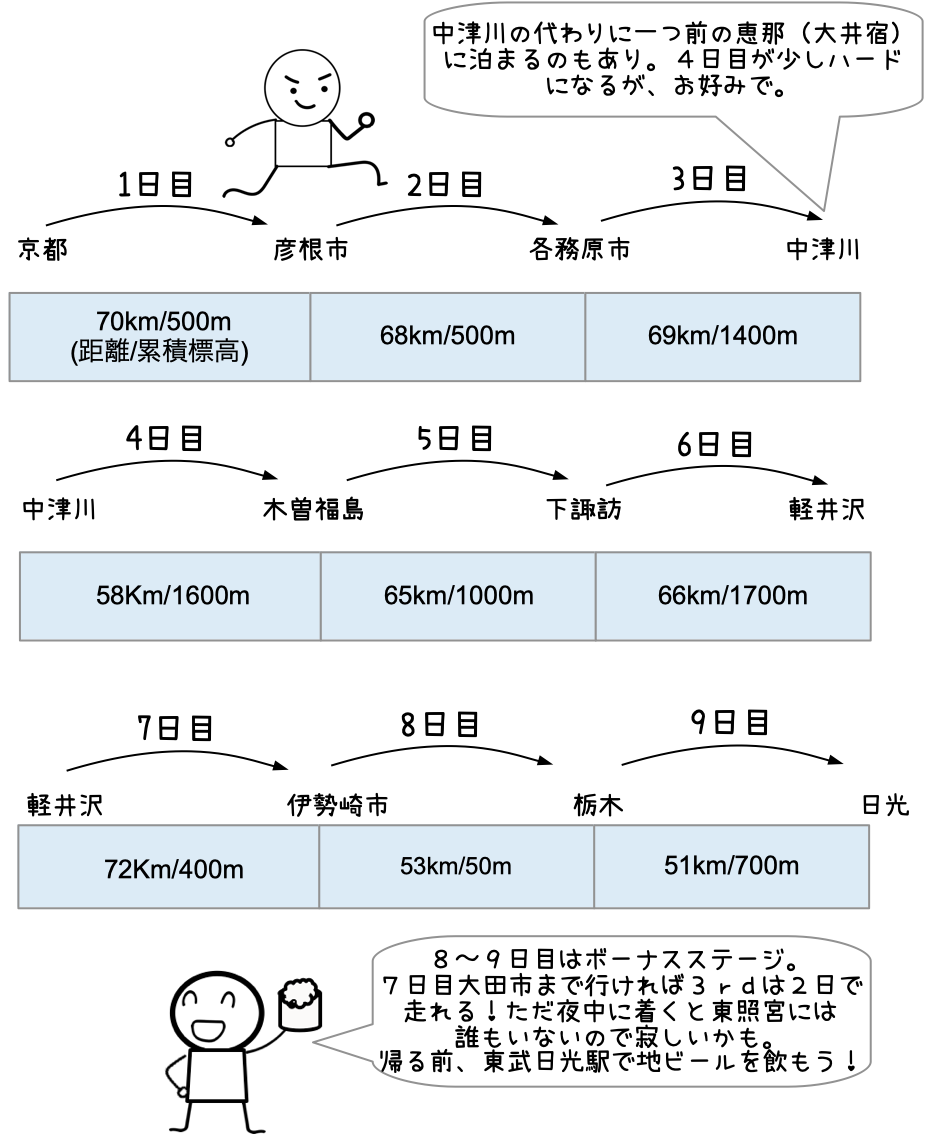 中津川の代わりに一つ前の恵那（大井宿）
に泊まるのもあり。４日目が少しハード
になるが、お好みで。
1日目
2日目
3日目
京都
彦根市
各務原市
中津川
70km/500m
(距離/累積標高)
68km/500m
69km/1400m
4日目
5日目
6日目
中津川
木曽福島
下諏訪
軽井沢
58Km/1600m
65km/1000m
66km/1700m
7日目
8日目
9日目
軽井沢
伊勢崎市
栃木
日光
72Km/400m
53km/50m
51km/700m
８〜９日目はボーナスステージ。
７日目大田市まで行ければ３ｒｄは２日で
走れる！ただ夜中に着くと東照宮には
誰もいないので寂しいかも。
帰る前、東武日光駅で地ビールを飲もう！